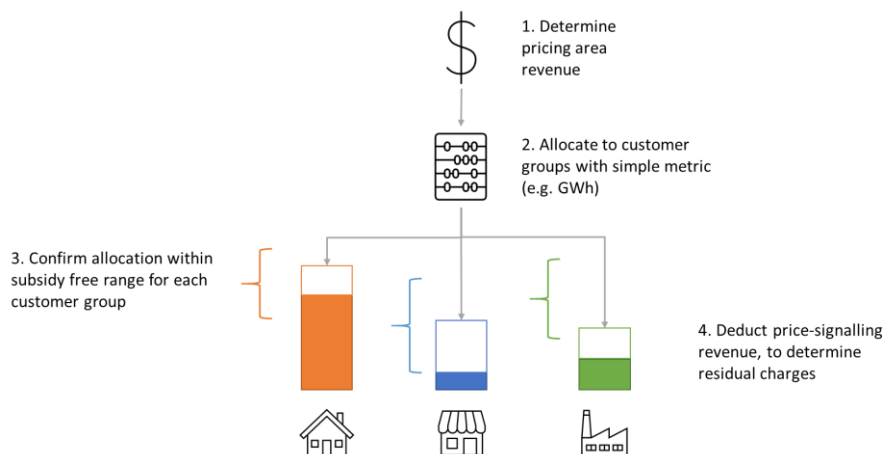 1. Determine
pricing area
revenue
2. Allocate to customer
groups with simple metric
(e.g. GWh)
3. Confirm allocation within
subsidy free range for each
customer group
4. Deduct price-signalling
revenue, to determine
residual charges